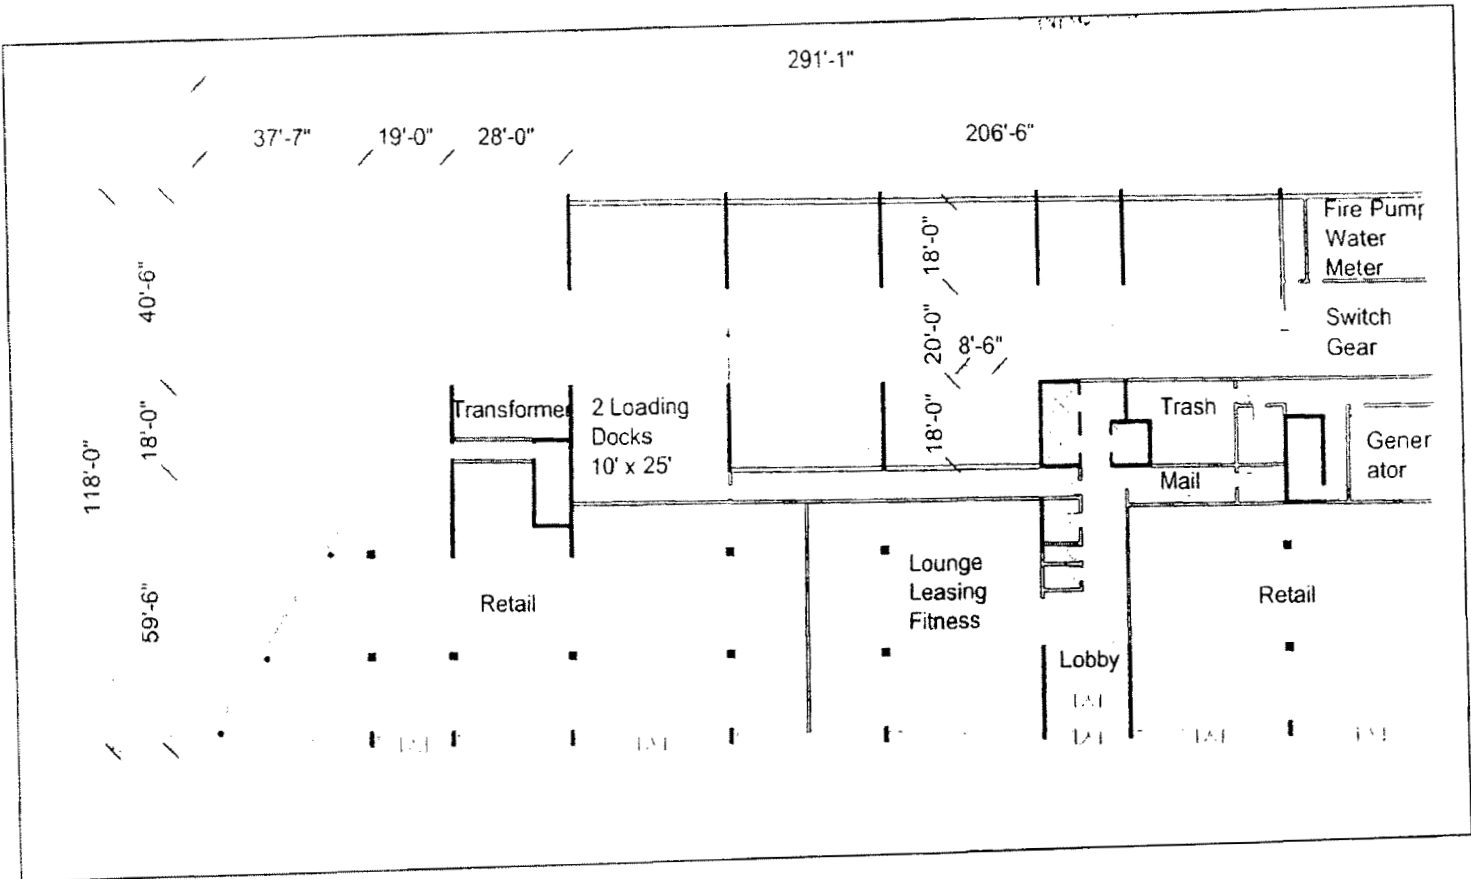 291'-1"
37'-7"
19'-0"
28'-0"
206'-6"
Fire Pump
Water
Meter
18'-0"
40'-6"
20'-0"
8'-6"
Switch
Gear
Transformer
2 Loading
Docks
10' x 25'
18'-0"
18'-0"
Trash
Gener
ator
118'-0"
Mail
59'-6"
Retail
Lounge
Leasing
Fitness
Retail
Lobby